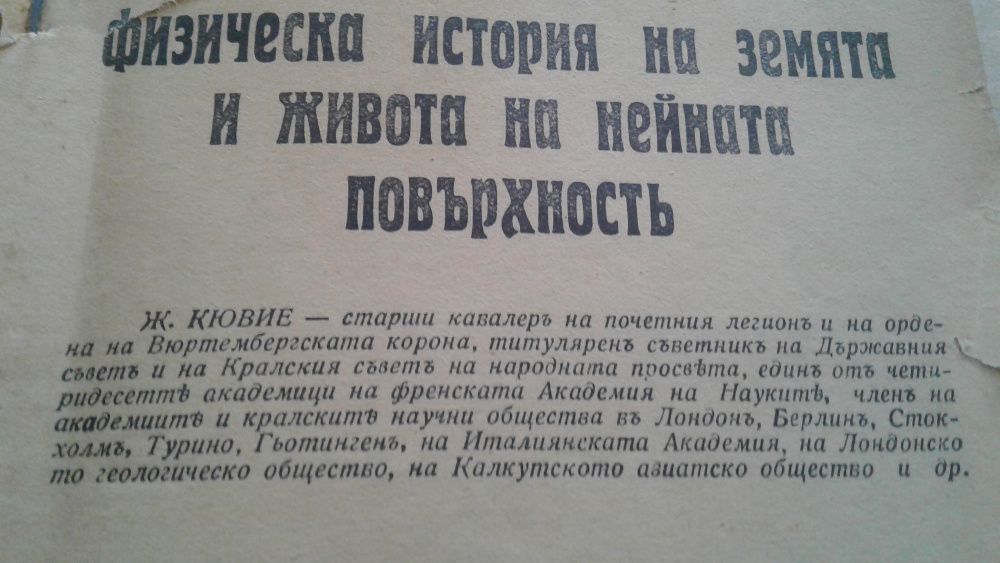 физическа история на земята
и живота на нейната
повърхность
Ж. КЮВИЕ — старши кавалеръ на почетния легионъ и на орде-
на на Вюртембергската корона, титуляренъ съветникъ на Държавния
съветъ и на Кралския съветъ на народната просвѣта, единъ отъ чети-
ридесеттѣ академици на френската Академия на Наукитѣ, членъ на
академиитѣ и кралскитѣ научни общества въ Лондонъ, Берлинъ, Сток-
холмъ, Турино, Гьотингенъ, на Италиянската Академия, на Лондонско
то геологическо общество, на Калкутското азиатско общество и др.